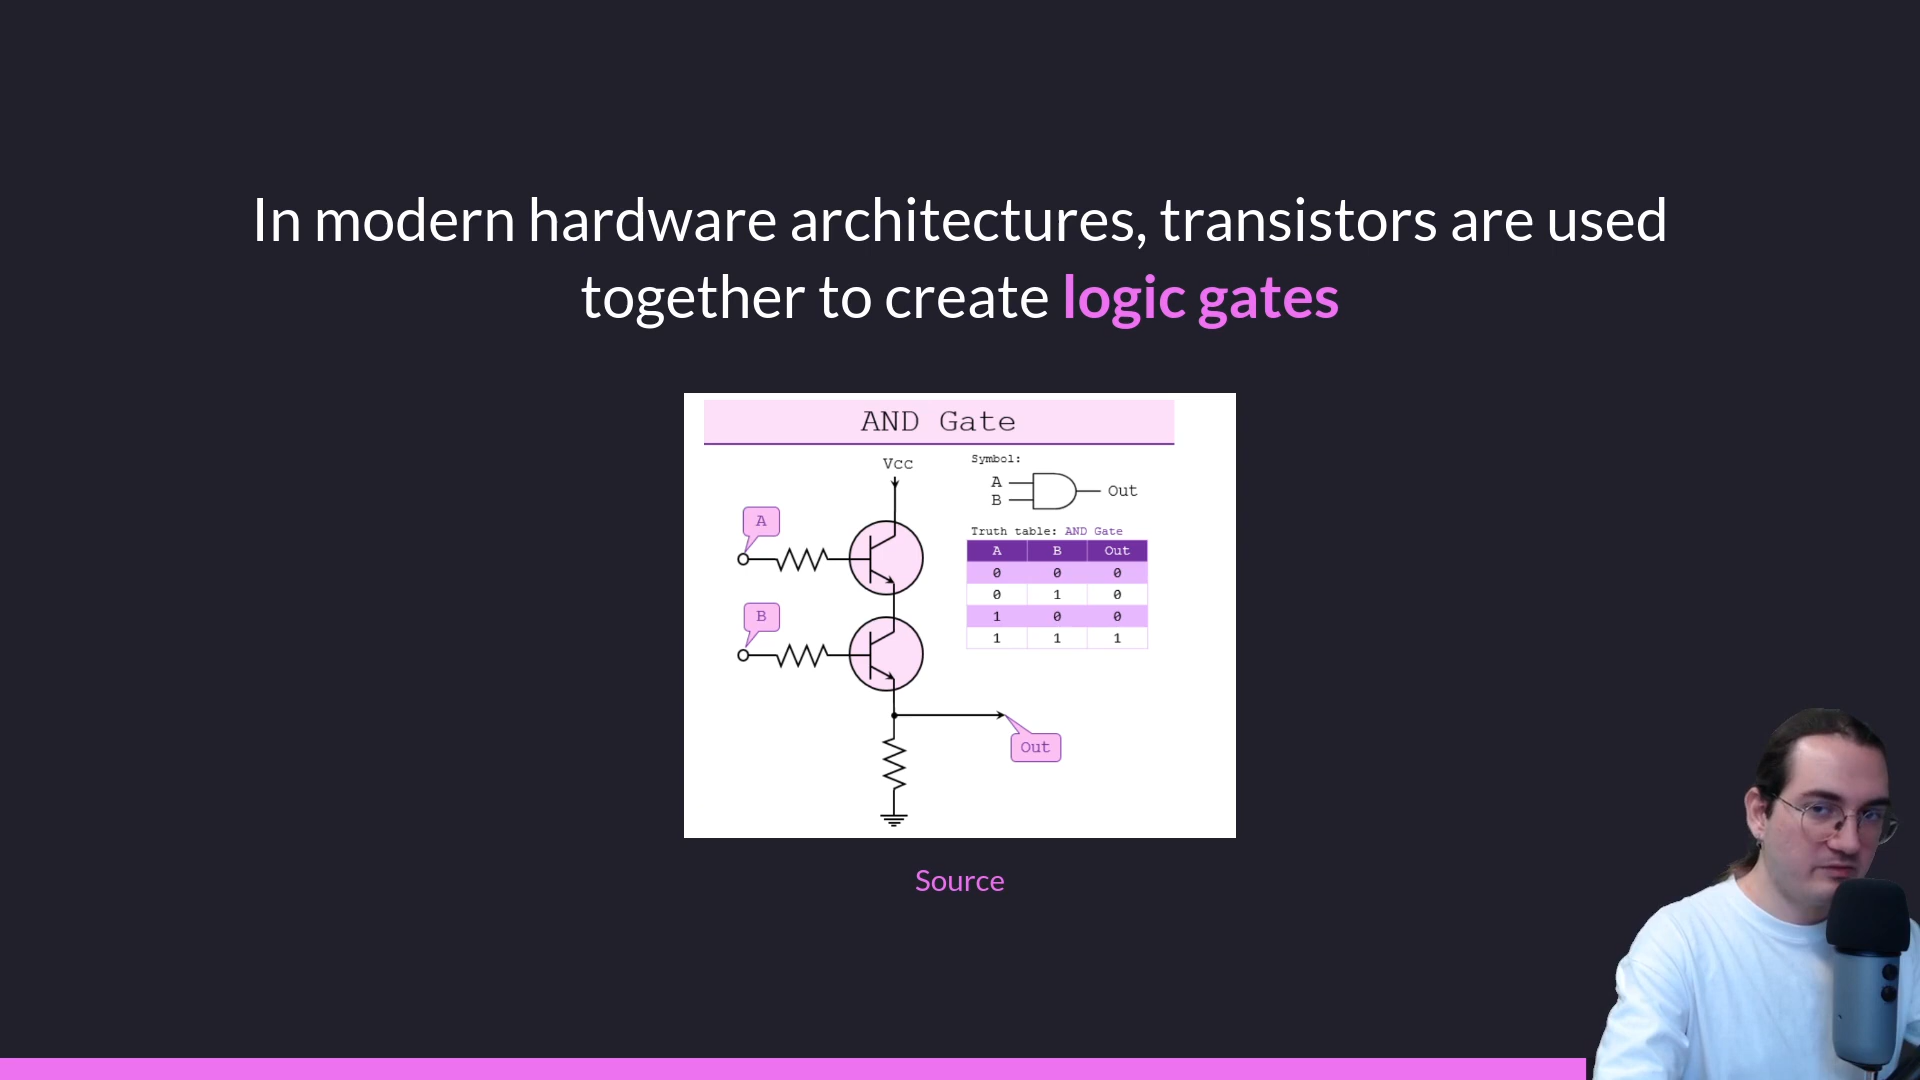 In modern hardware architectures, transistors are used
together to create logic gates
AND Gate
Vcc
A
B
Out
Symbol:
A
B
Out
Truth table: AND Gate
A B Out
0 0 0
0 1 0
1 0 0
1 1 1
Source